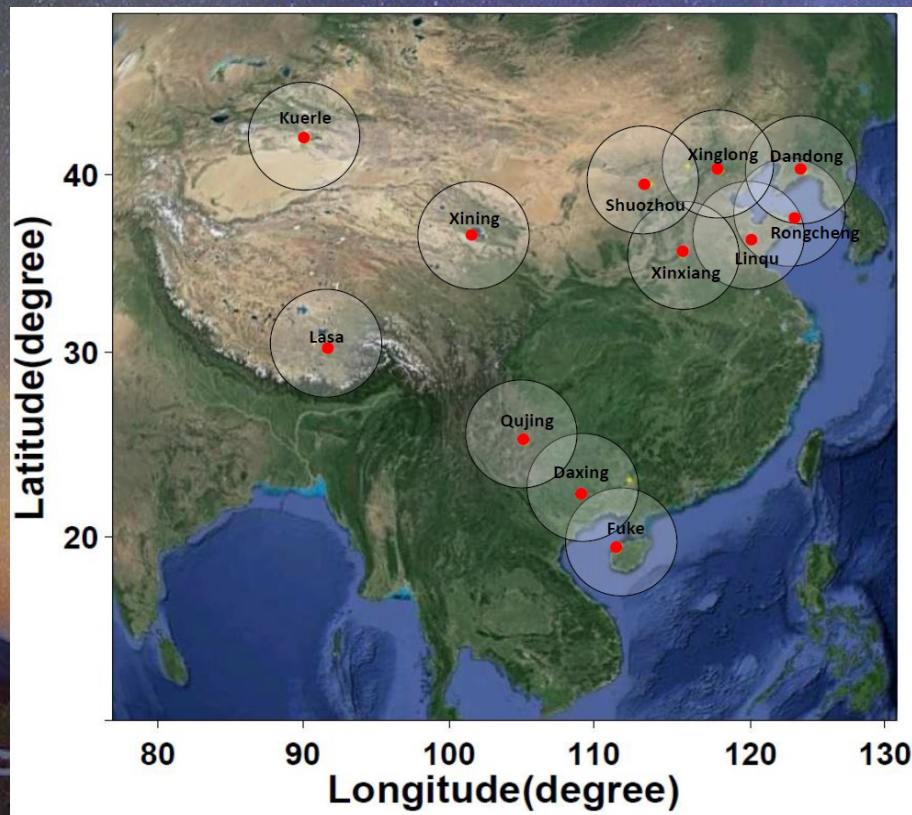 Kuerle
Xinglong
Dandong
40
Shuozhou
Xining
Rongcheng
Linqu
Xinxiang
Lasa
30
Qujing
Daxing
Fuke
20
Latitude(degree)
80
90
100
110
120
130
Longitude(degree)